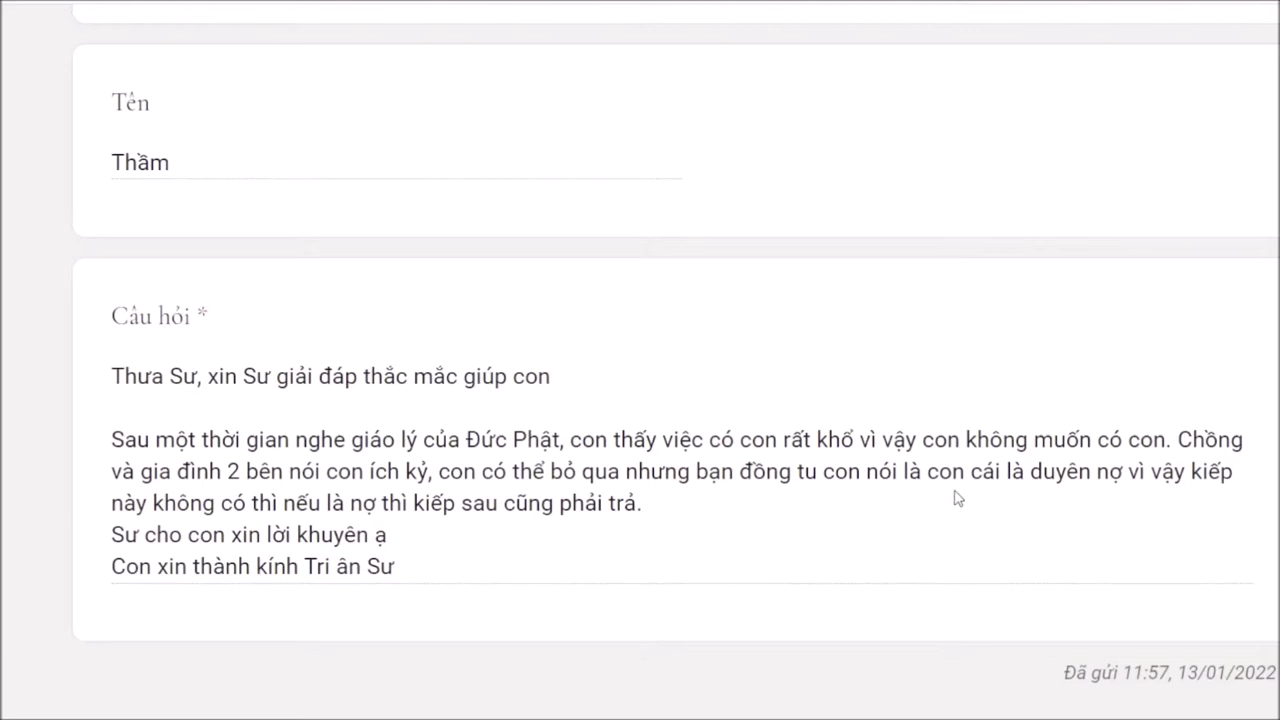 Tên
Thầm
Câu hỏi *
Thưa Sư, xin Sư giải đáp thắc mắc giúp con
Sau một thời gian nghe giáo lý của Đức Phật, con thấy việc có con rất khổ vì vậy con không muốn có con. Chồng
và gia đình 2 bên nói con ích kỷ, con có thể bỏ qua nhưng bạn đồng tu con nói là con cái là duyên nợ vì vậy kiếp
này không có thì nếu là nợ thì kiếp sau cũng phải trả.
Sư cho con xin lời khuyên ạ
Con xin thành kính Tri ân Sư
Đã gửi 11:57, 13/01/2022